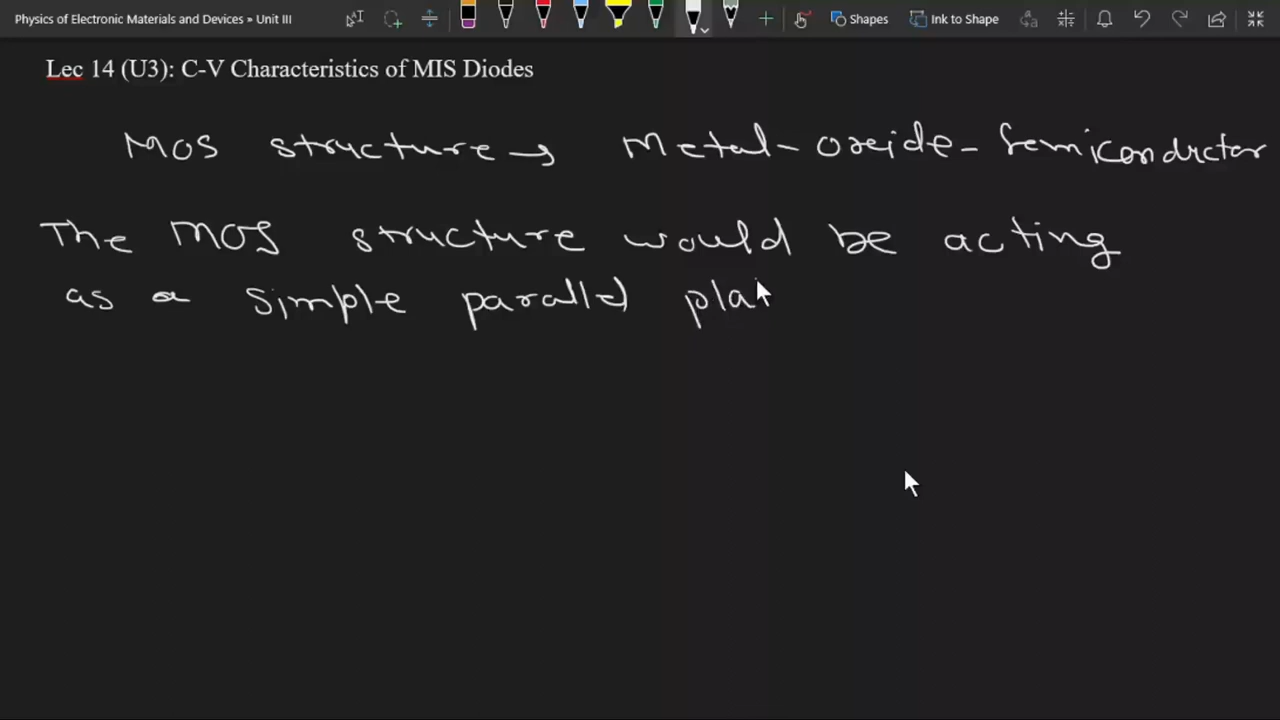 Physics of Electronic Materials and Devices » Unit III
Shapes
Ink to Shape
Lec 14 (U3): C-V Characteristics of MIS Diodes
MOS structure → Metal-oxide-Semiconductor
The MOS structure would be acting
as a simple parallel plat